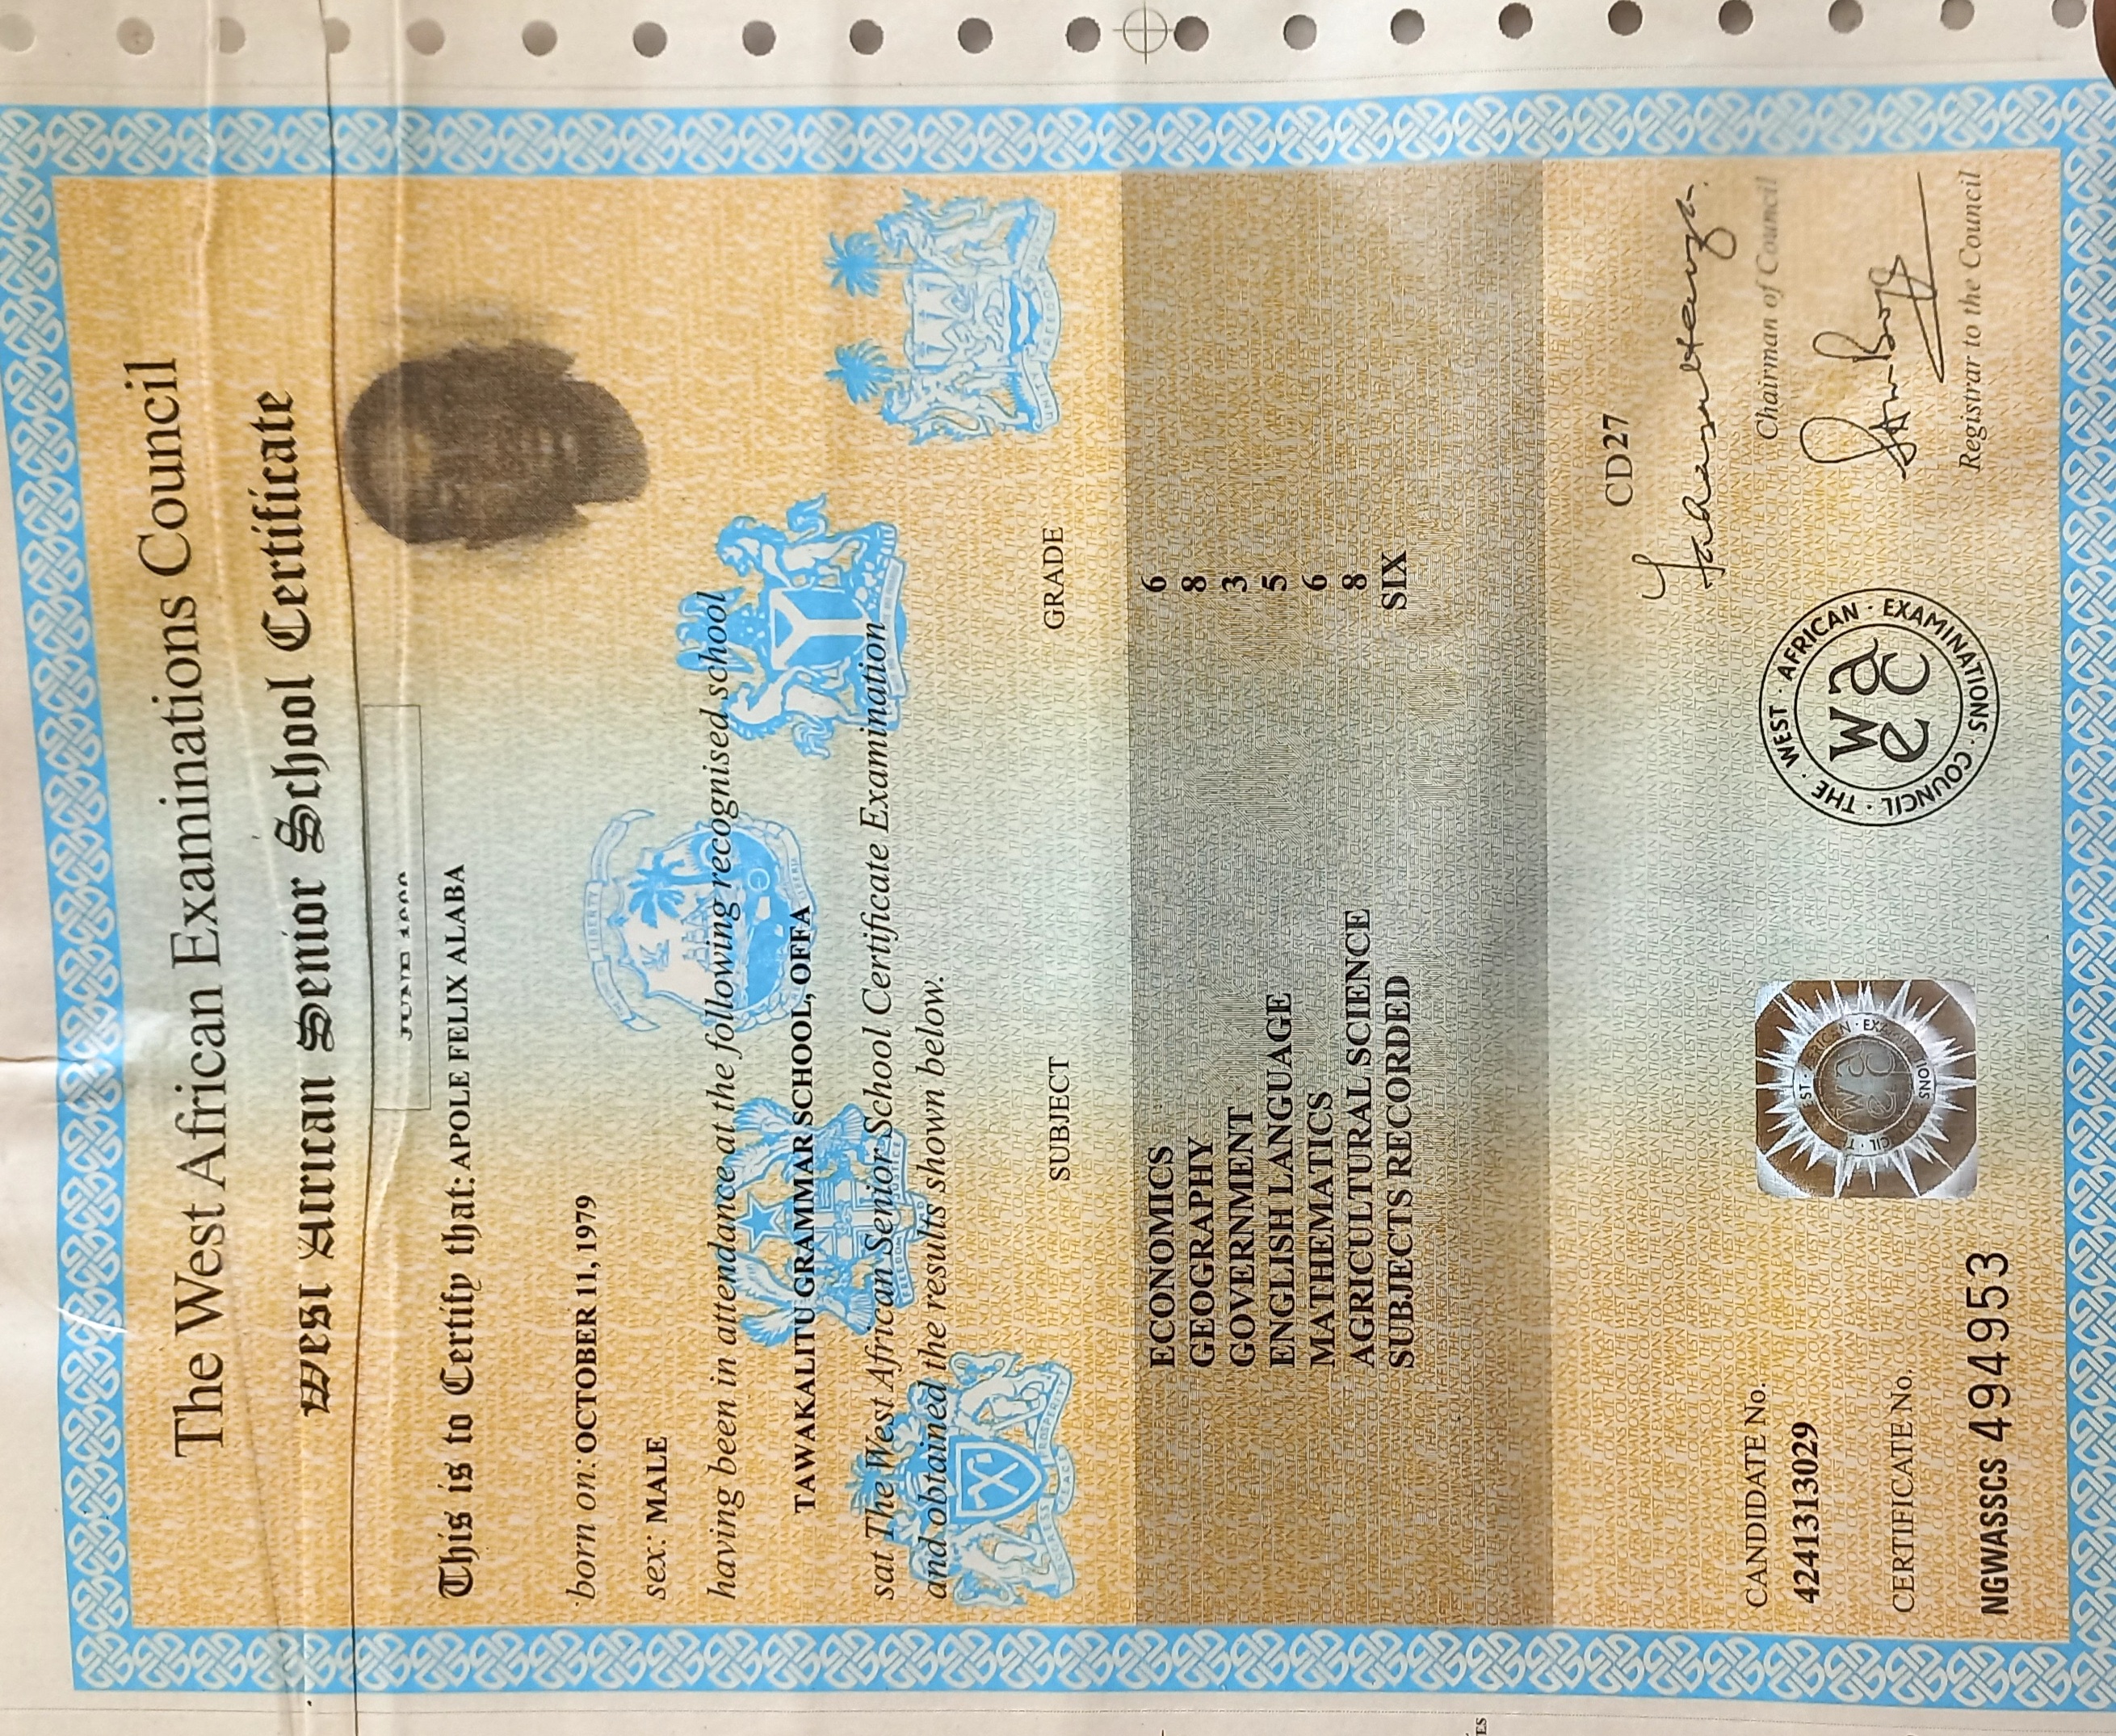 The West African Examinations Council
West African Senior School Certificate
JUNE
This is to Certify that: APOLE FELIX ALABA
born on: OCTOBER 11, 1979
sex: MALE
having been in attendance at the following recognised school
TAWAKALITU GRAMMAR SCHOOL, OFFA
sat The West African Senior School Certificate Examination
and obtained the results shown below.
SUBJECT GRADE
ECONOMICS 6
GEOGRAPHY 8
GOVERNMENT 3
ENGLISH LANGUAGE 5
MATHEMATICS 6
AGRICULTURAL SCIENCE 8
SUBJECTS RECORDED SIX
CD27
Chairman of Council
Registrar to the Council
THE · WEST · AFRICAN · EXAMINATIONS · COUNCIL ·
wa
ec
CANDIDATE No.
4241313029
CERTIFICATE No.
NGWASSCS 494953